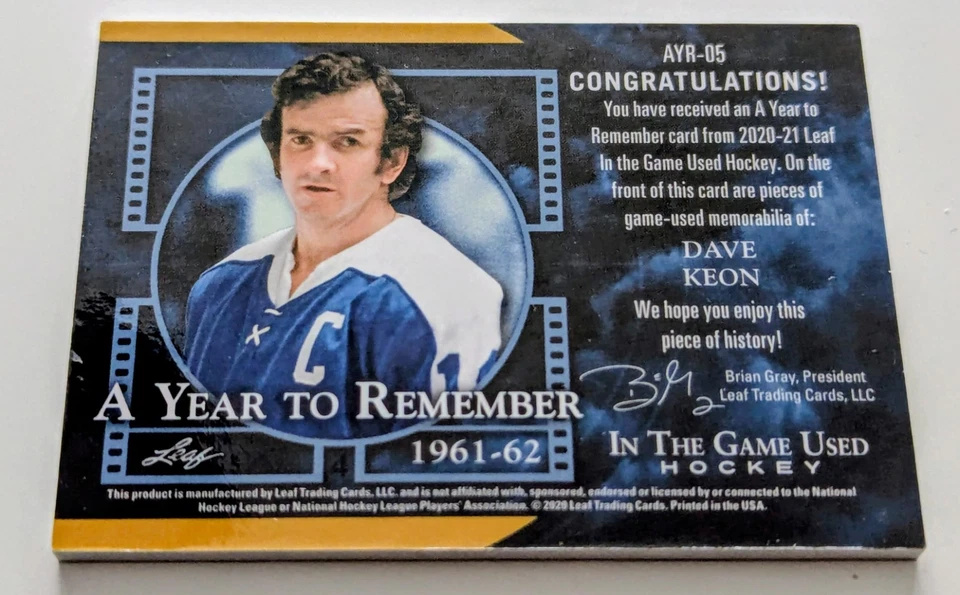 AYR-05
CONGRATULATIONS!
You have received an A Year to
Remember card from 2020-21 Leaf
In the Game Used Hockey. On the
front of this card are pieces of
game-used memorabilia of:
DAVE
KEON
We hope you enjoy this
piece of history!
Brian Gray, President
Leaf Trading Cards, LLC
C
A YEAR TO REMEMBER
Leaf
1961-62
IN THE GAME USED
HOCKEY
This product is manufactured by Leaf Trading Cards, LLC. and is not affiliated with, sponsored, endorsed or licensed by or connected to the National
Hockey League or National Hockey League Players' Association. © 2020 Leaf Trading Cards. Printed in the USA.